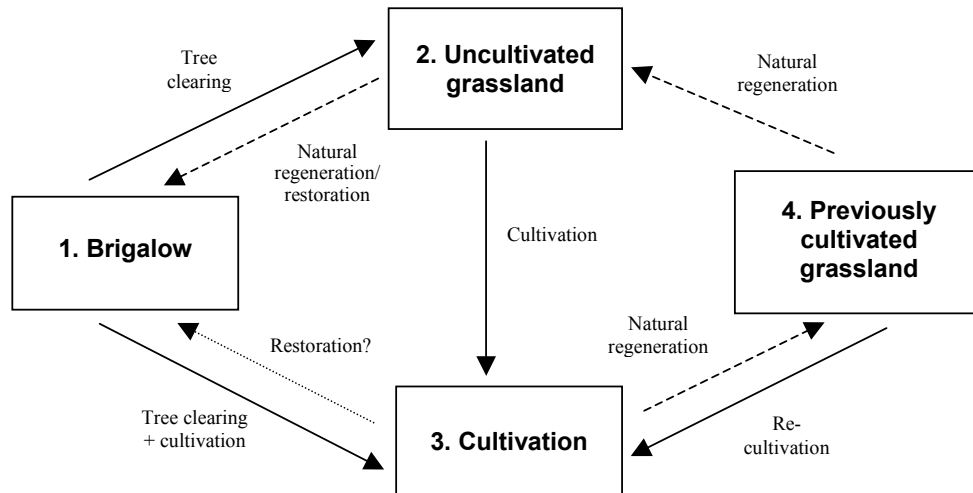 Tree
clearing
2. Uncultivated
grassland
Natural
regeneration
Natural
regeneration/
restoration
1. Brigalow
Cultivation
4. Previously
cultivated
grassland
Restoration?
Natural
regeneration
Tree clearing
+ cultivation
3. Cultivation
Re-
cultivation